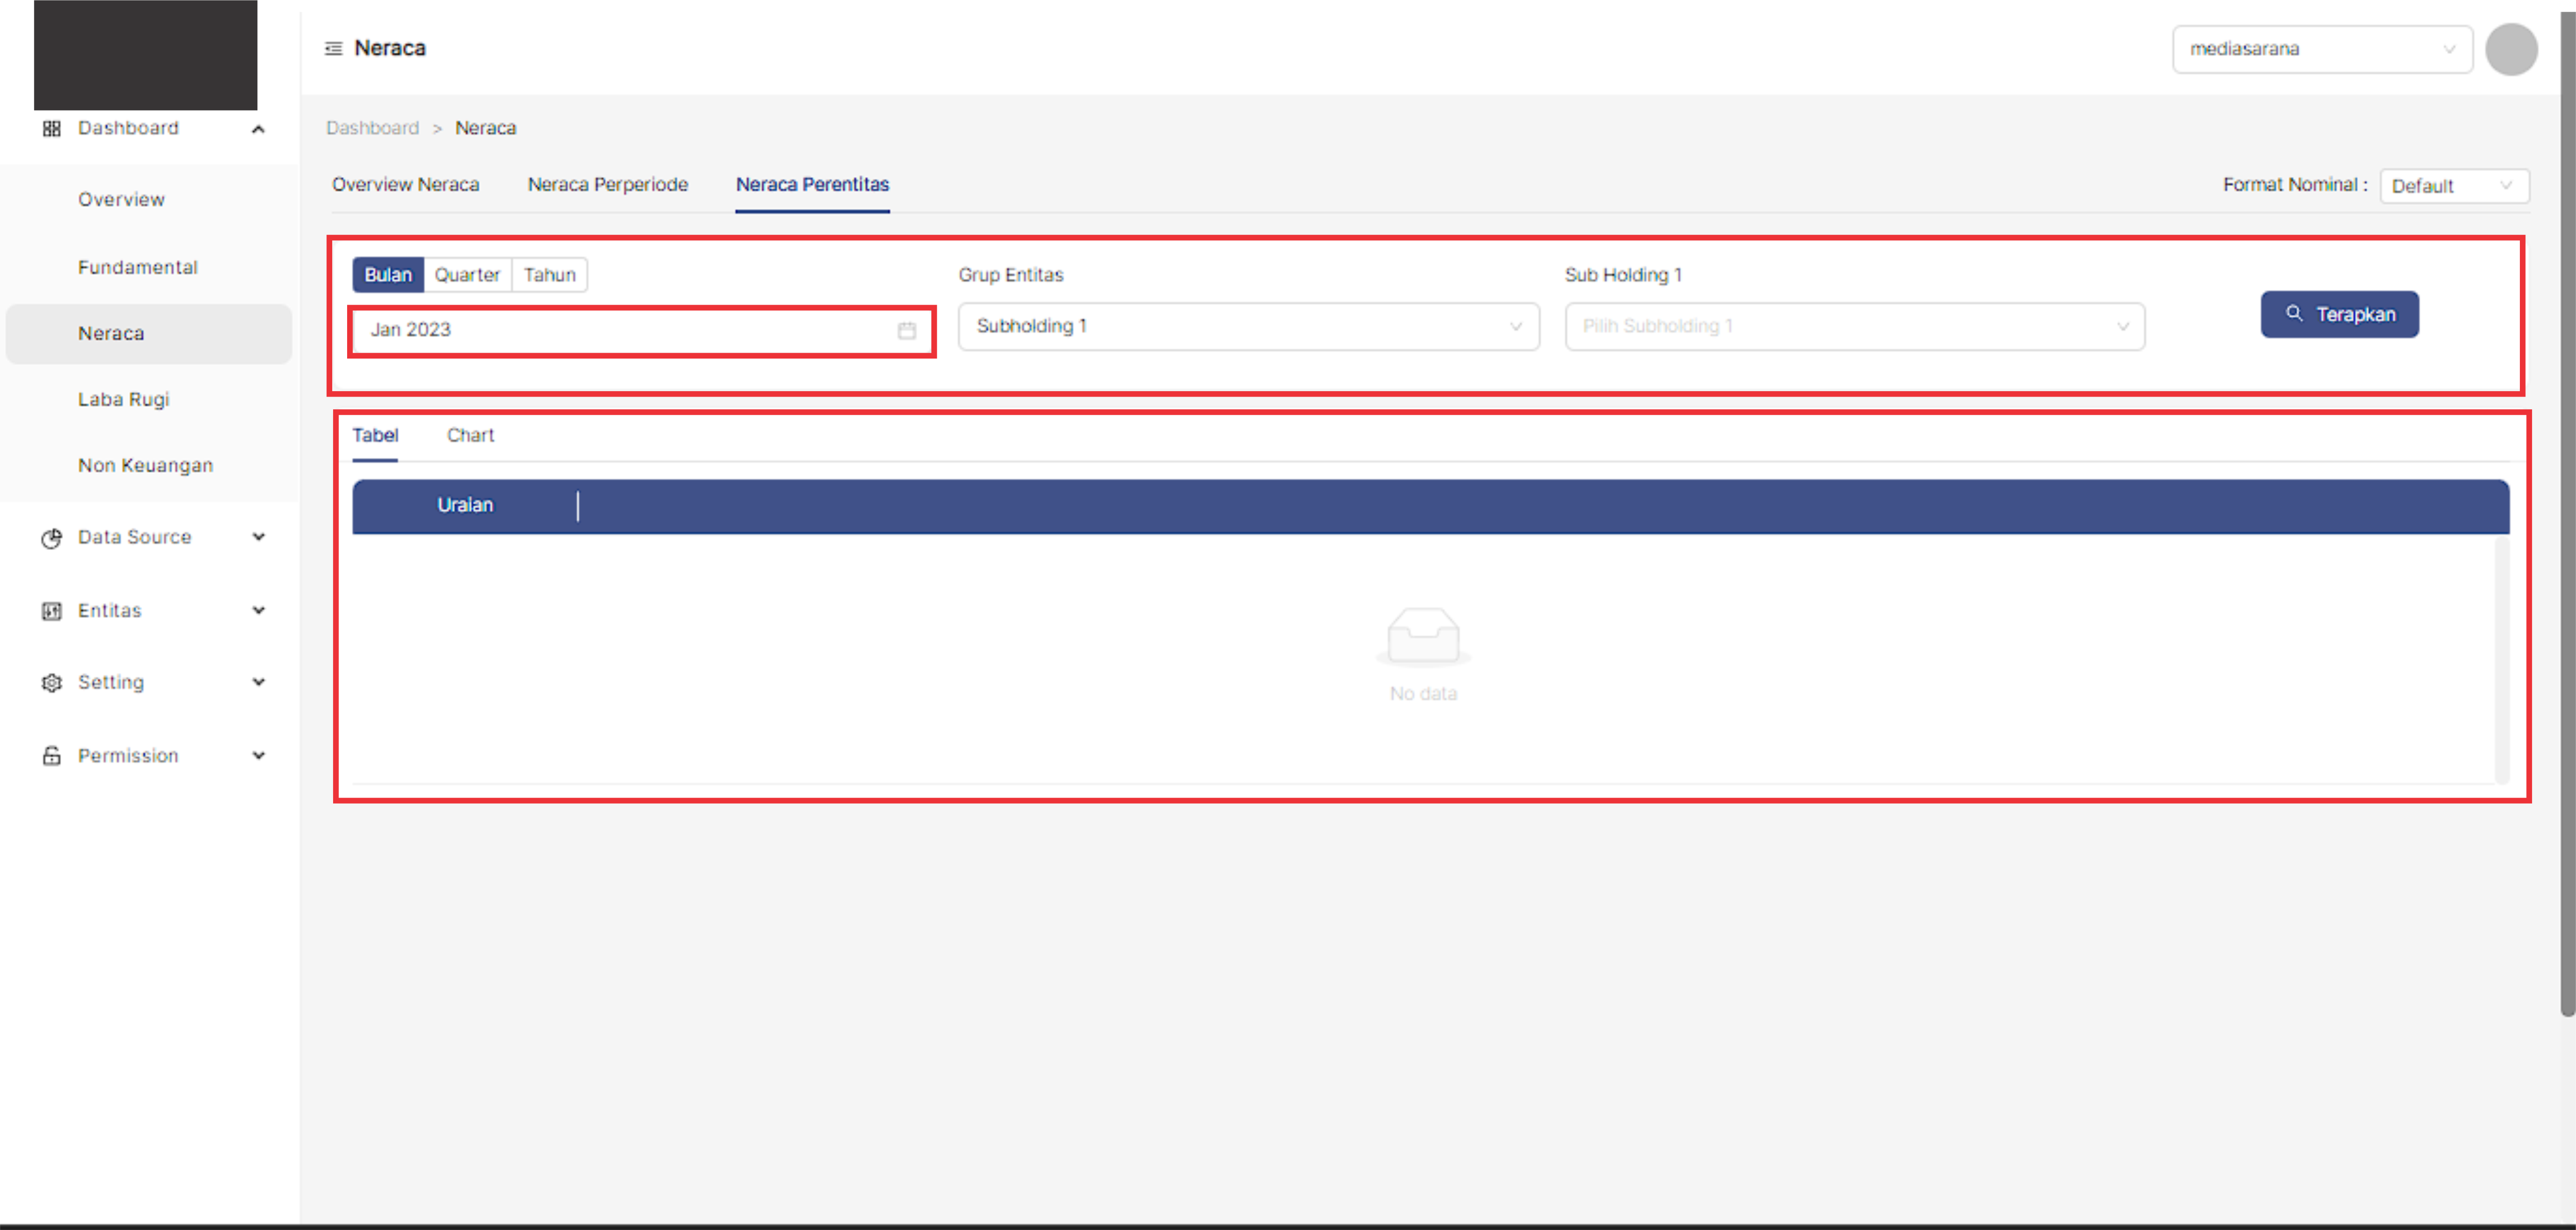 Neraca
mediasarana
Dashboard
Overview
Fundamental
Neraca
Laba Rugi
Non Keuangan
Data Source
Entitas
Setting
Permission
Dashboard > Neraca
Overview Neraca Neraca Perperiode Neraca Perentitas
Format Nominal : Default
Bulan Quarter Tahun
Jan 2023
Grup Entitas
Subholding 1
Sub Holding 1
Pilih Subholding 1
Terapkan
Tabel Chart
Uraian
No data